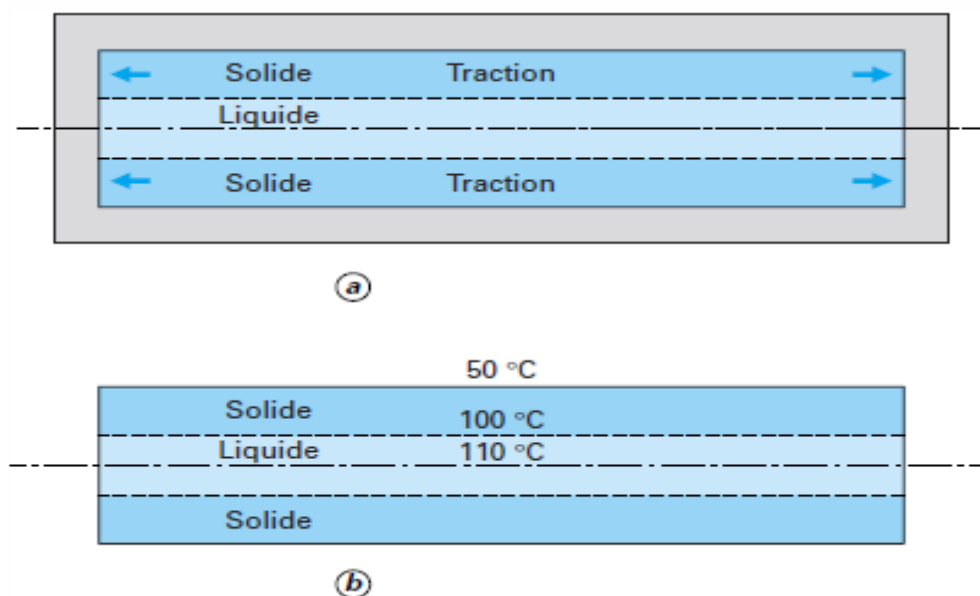 Solide Traction
Liquide
Solide Traction
a
50 °C
Solide 100 °C
Liquide 110 °C
Solide
b